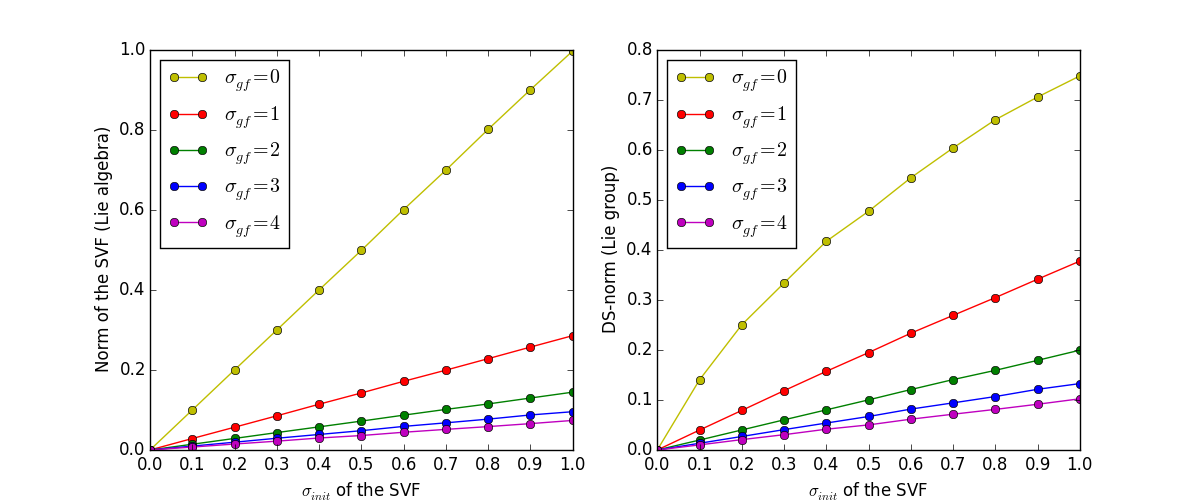 1.0
0.8
0.6
0.4
0.2
0.0
Norm of the SVF (Lie algebra)
σ_gf=0
σ_gf=1
σ_gf=2
σ_gf=3
σ_gf=4
0.0 0.1 0.2 0.3 0.4 0.5 0.6 0.7 0.8 0.9 1.0
σ_init of the SVF
0.8
0.7
0.6
0.5
0.4
0.3
0.2
0.1
0.0
DS-norm (Lie group)
σ_gf=0
σ_gf=1
σ_gf=2
σ_gf=3
σ_gf=4
0.0 0.1 0.2 0.3 0.4 0.5 0.6 0.7 0.8 0.9 1.0
σ_init of the SVF